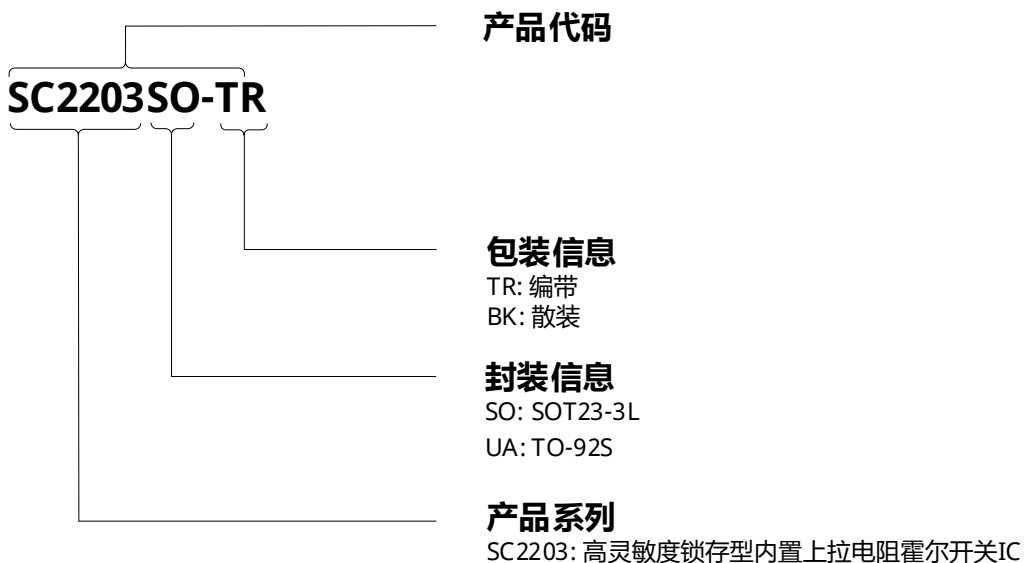 产品代码
SC2203SO-TR
包装信息
TR: 编带
BK: 散装
封装信息
SO: SOT23-3L
UA: TO-92S
产品系列
SC2203: 高灵敏度锁存型内置上拉电阻霍尔开关IC